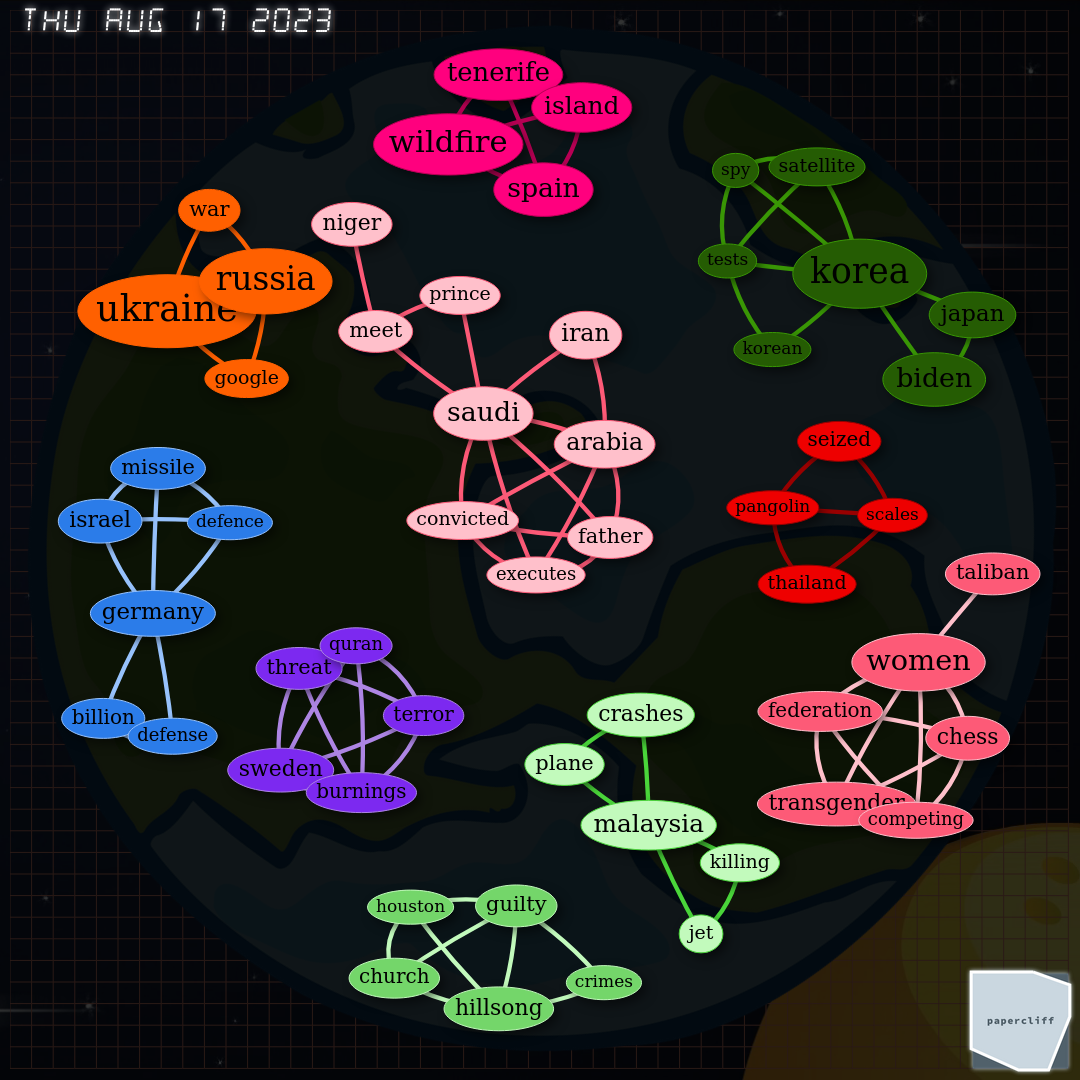 THU AUG 17 2023
tenerife
island
wildfire
spain
spy
satellite
tests
korea
japan
korean
biden
war
russia
ukraine
google
niger
prince
meet
iran
saudi
arabia
convicted
father
executes
seized
pangolin
scales
thailand
missile
israel
defence
germany
billion
defense
quran
threat
terror
sweden
burnings
taliban
women
federation
chess
transgender
competing
crashes
plane
malaysia
killing
jet
houston
guilty
church
crimes
hillsong
papercliff